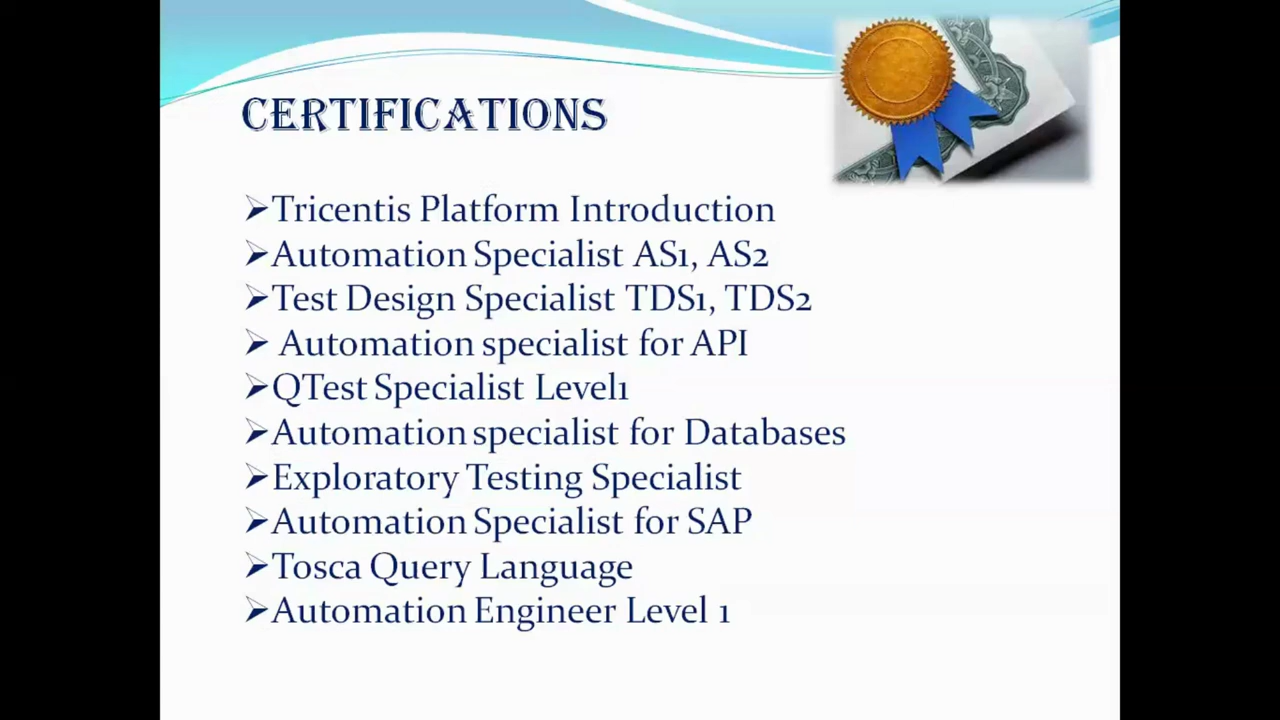 CERTIFICATIONS
➢Tricentis Platform Introduction
➢Automation Specialist AS1, AS2
➢Test Design Specialist TDS1, TDS2
➢ Automation specialist for API
➢QTest Specialist Level1
➢Automation specialist for Databases
➢Exploratory Testing Specialist
➢Automation Specialist for SAP
➢Tosca Query Language
➢Automation Engineer Level 1